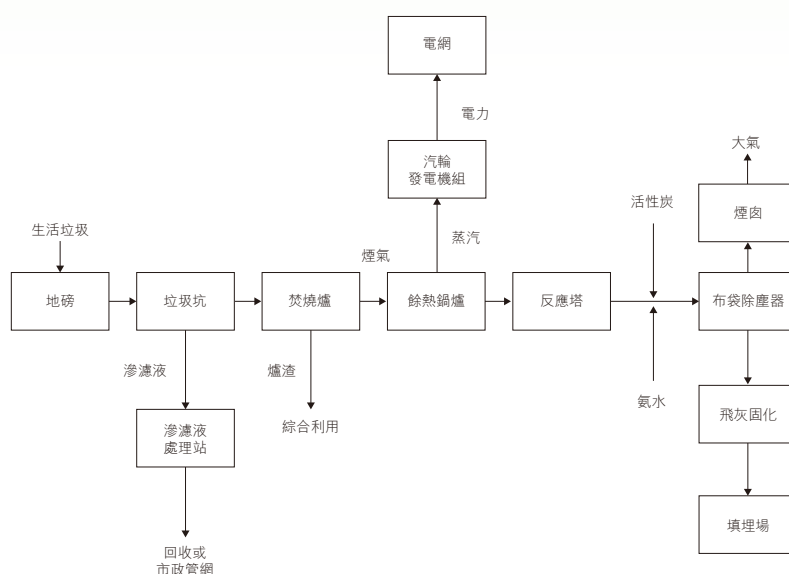 電網
電力
汽輪
發電機組
大氣
活性炭
煙囱
生活垃圾
煙氣
蒸汽
地磅
垃圾坑
焚燒爐
餘熱鍋爐
反應塔
布袋除塵器
滲濾液
爐渣
氨水
飛灰固化
滲濾液
處理站
綜合利用
填埋場
回收或
市政管網